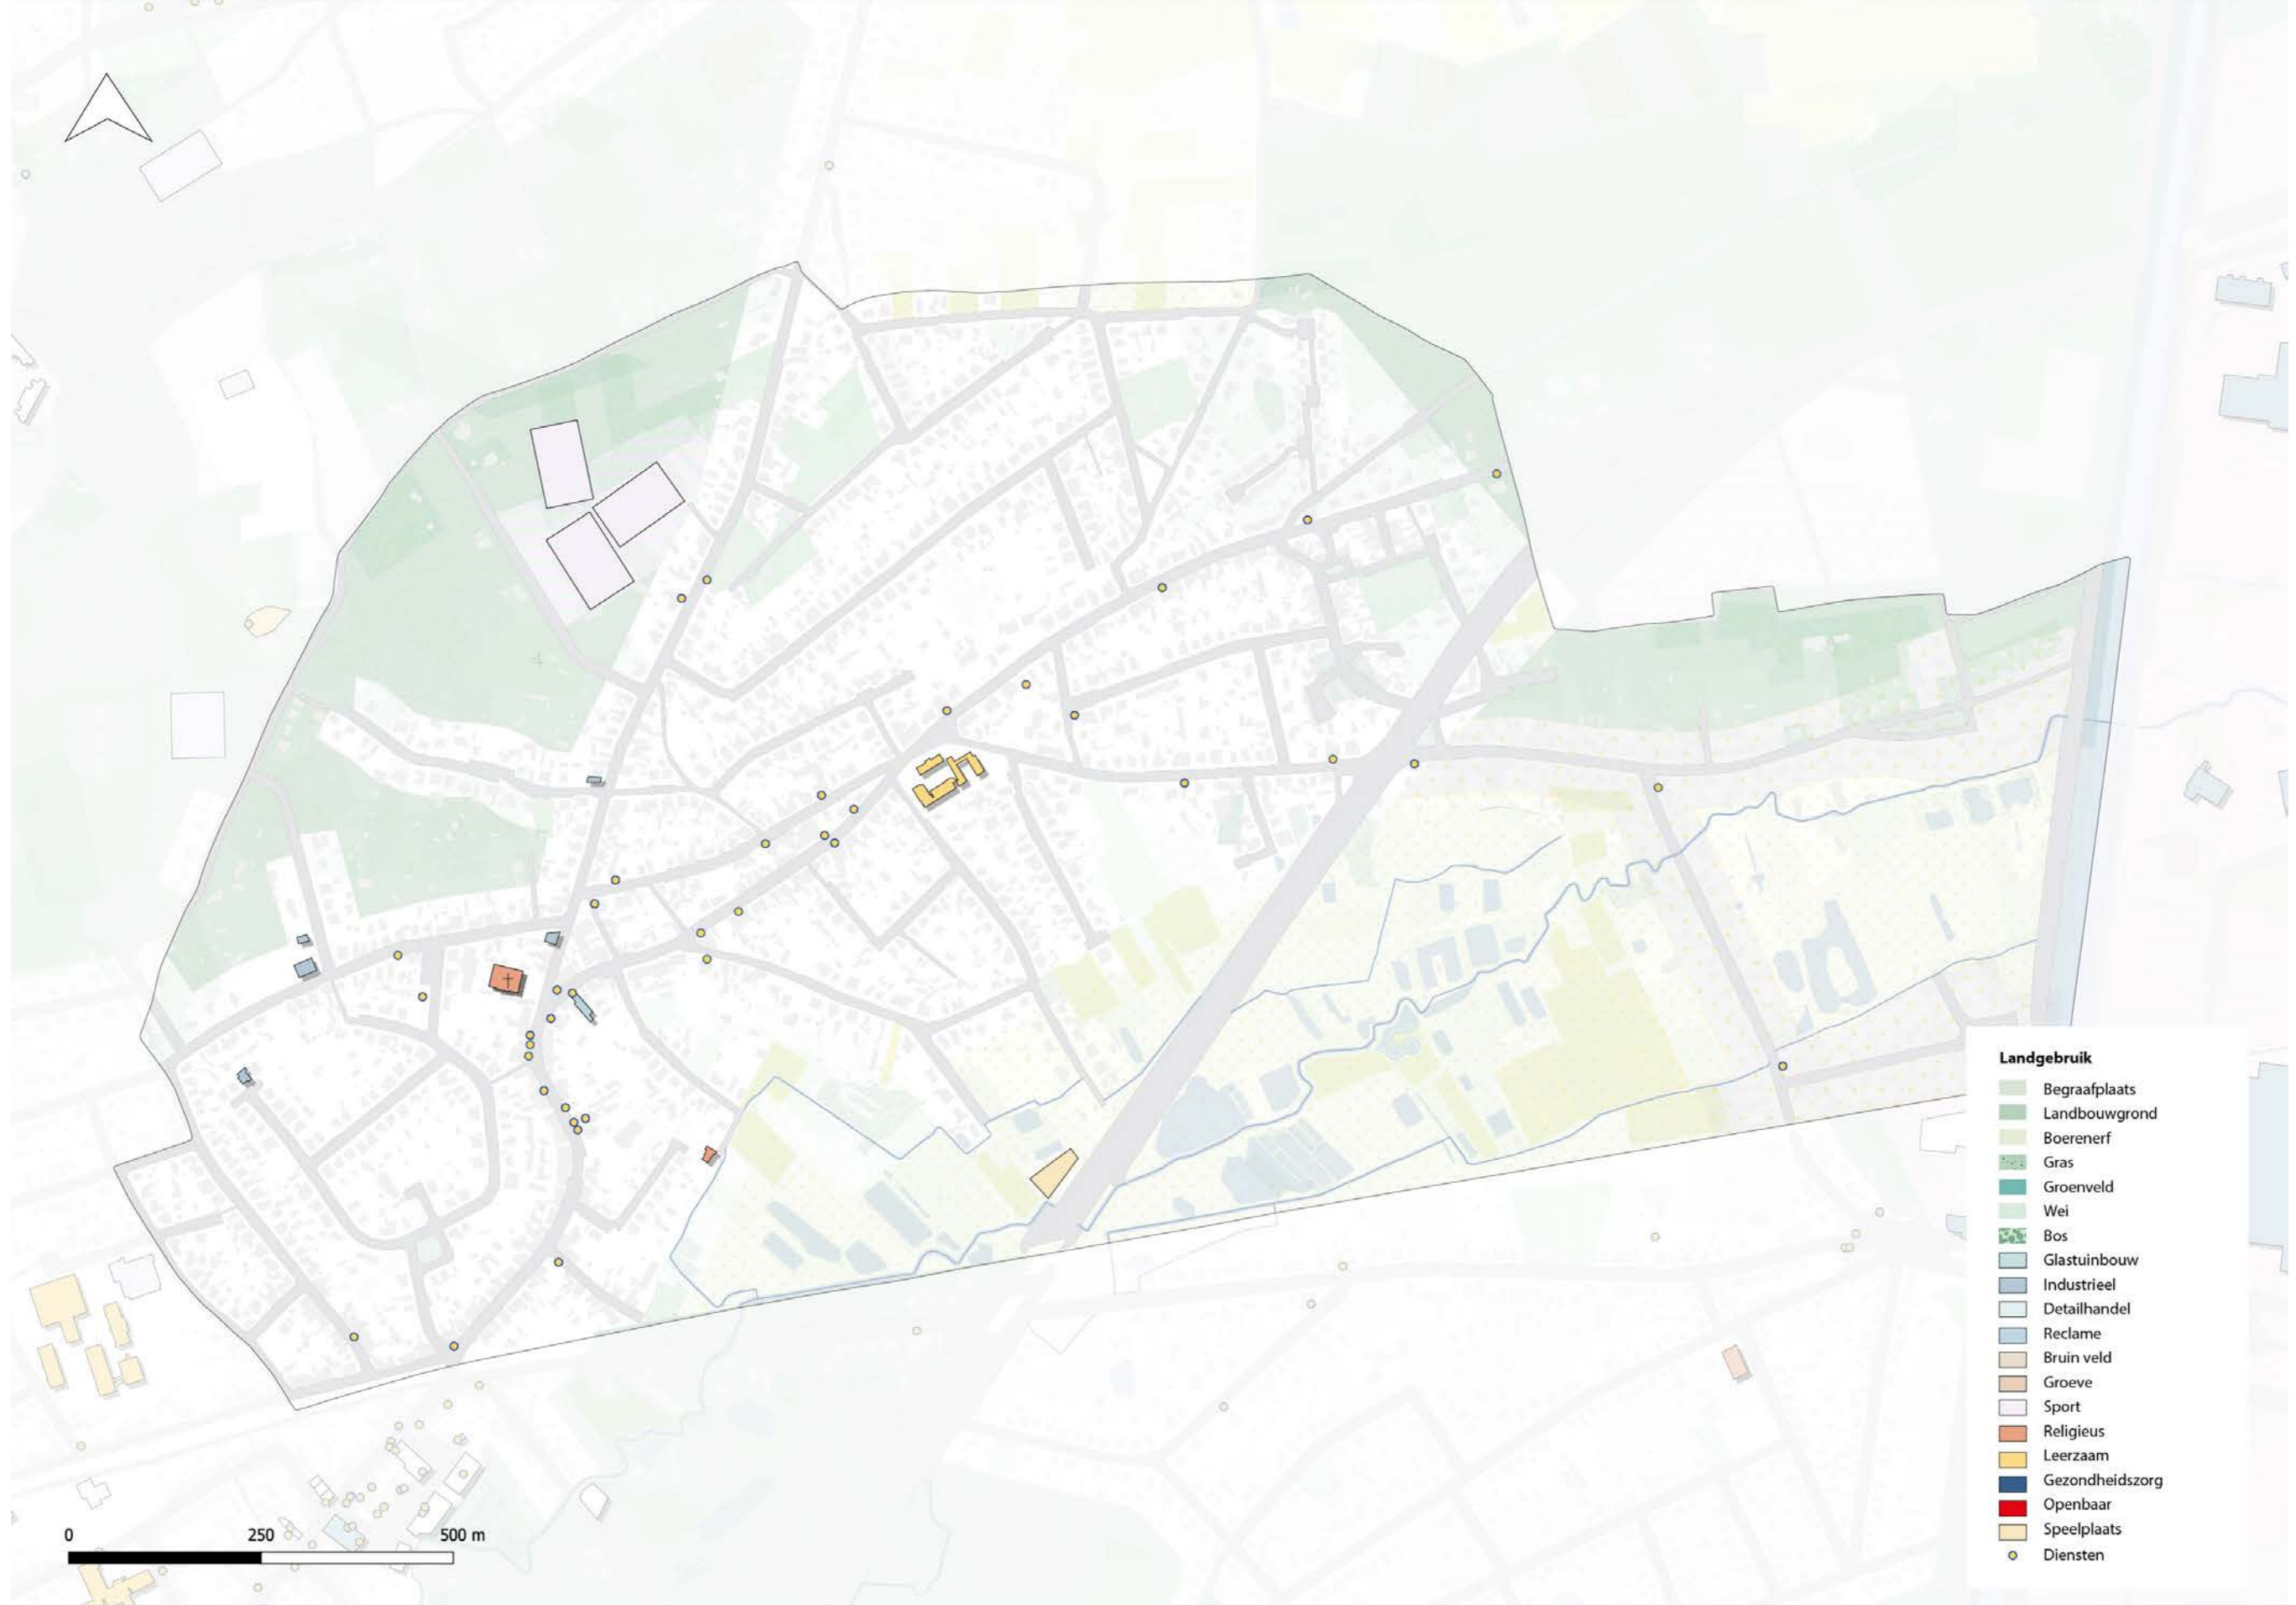 Landgebruik
Begraafplaats
Landbouwgrond
Boerenerf
Gras
Groenveld
Wei
Bos
Glastuinbouw
Industrieel
Detailhandel
Reclame
Bruin veld
Groeve
Sport
Religieus
Leerzaam
Gezondheidszorg
Openbaar
Speelplaats
Diensten
0 250 500 m